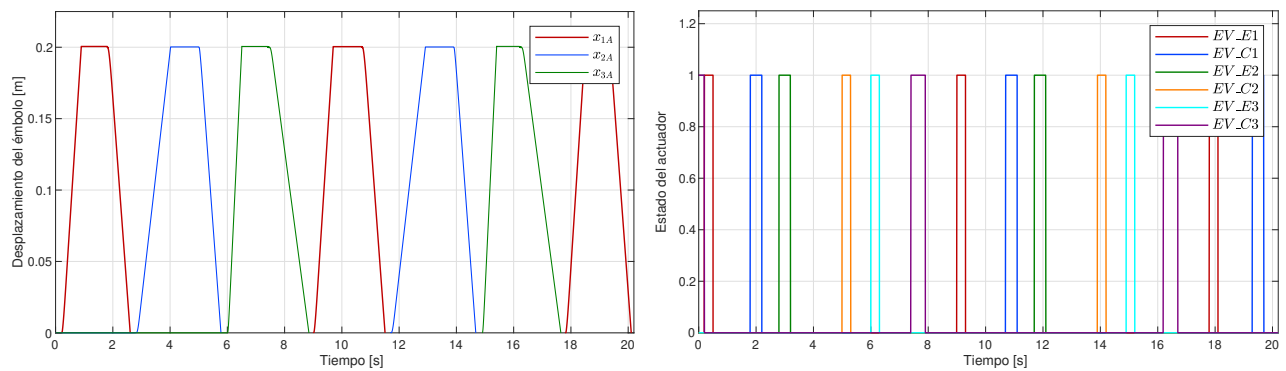 0.2
0.15
0.1
0.05
0
Desplazamiento del émbolo [m]
x1A
x2A
x3A
0 2 4 6 8 10 12 14 16 18 20
Tiempo [s]
1.2
1
0.8
0.6
0.4
0.2
0
Estado del actuador
EV_E1
EV_C1
EV_E2
EV_C2
EV_E3
EV_C3
0 2 4 6 8 10 12 14 16 18 20
Tiempo [s]